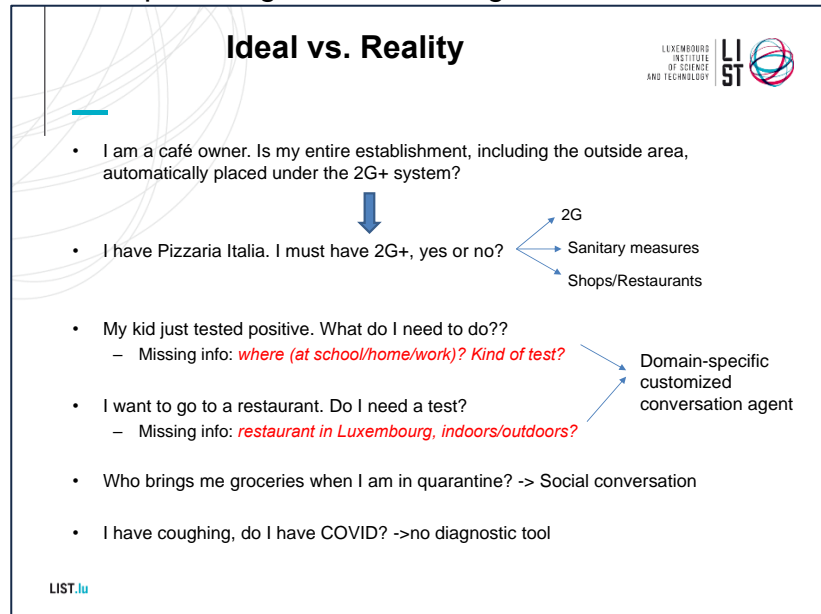 Ideal vs. Reality
LUXEMBOURG
INSTITUTE
OF SCIENCE
AND TECHNOLOGY
LI
ST
• I am a café owner. Is my entire establishment, including the outside area,
automatically placed under the 2G+ system?
• I have Pizzaria Italia. I must have 2G+, yes or no?
2G
Sanitary measures
Shops/Restaurants
• My kid just tested positive. What do I need to do??
– Missing info: where (at school/home/work)? Kind of test?
• I want to go to a restaurant. Do I need a test?
– Missing info: restaurant in Luxembourg, indoors/outdoors?
Domain-specific
customized
conversation agent
• Who brings me groceries when I am in quarantine? -> Social conversation
• I have coughing, do I have COVID? ->no diagnostic tool
LIST.lu